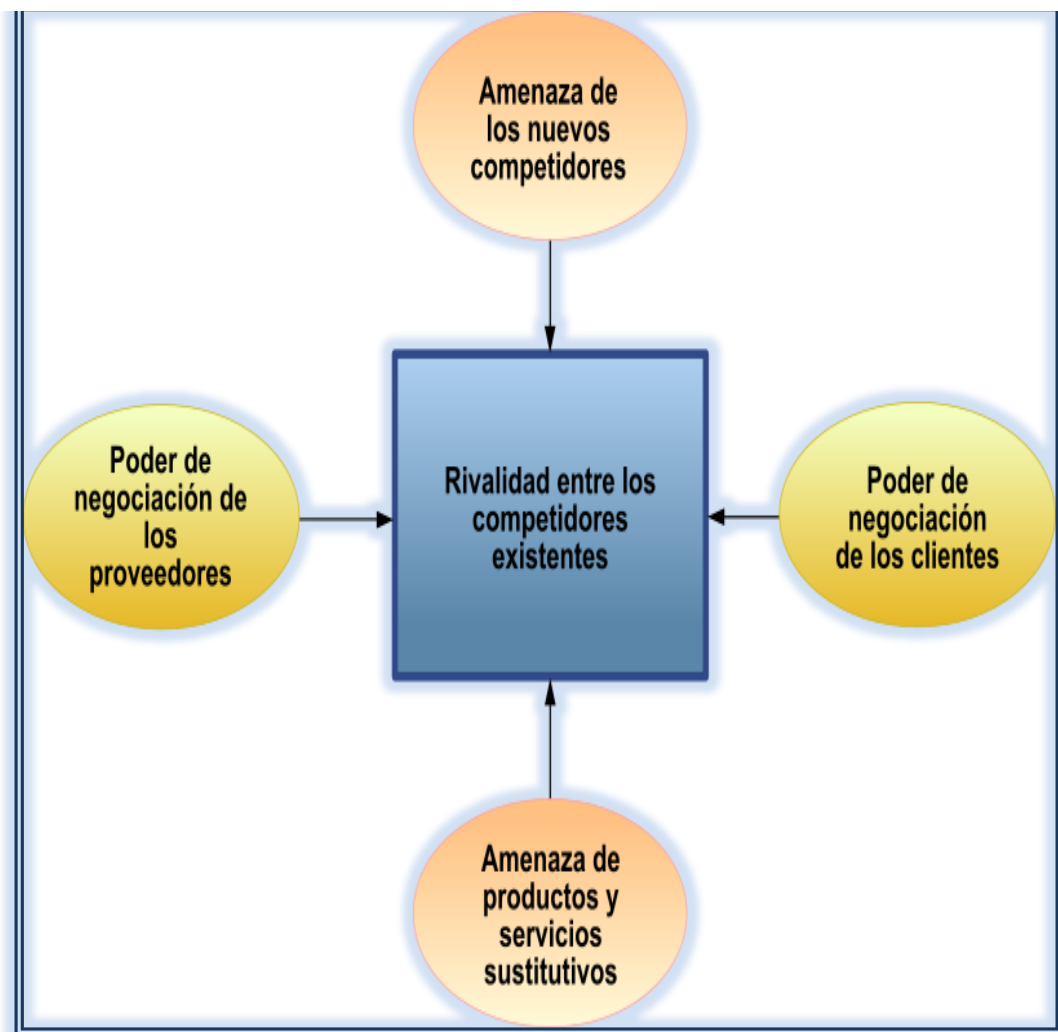 Amenaza de
los nuevos
competidores
Poder de
negociación de
los
proveedores
Rivalidad entre los
competidores
existentes
Poder de
negociación
de los clientes
Amenaza de
productos y
servicios
sustitutivos